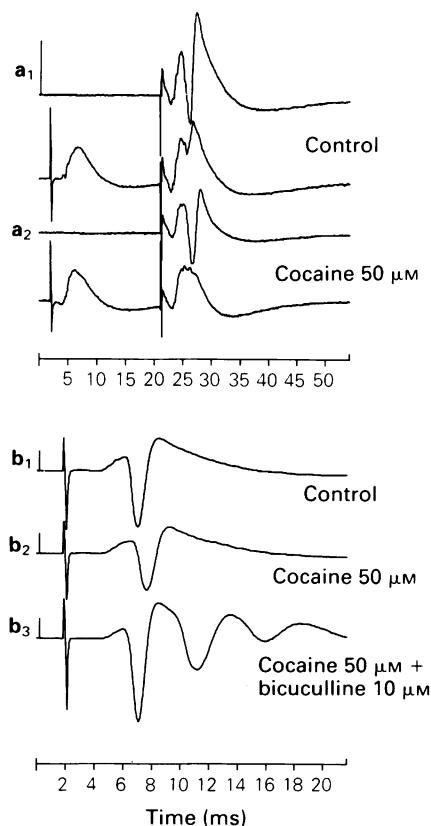 a1
Control
a2
Cocaine 50 µM
5 10 15 20 25 30 35 40 45 50
b1
Control
b2
Cocaine 50 µM
b3
Cocaine 50 µM +
bicuculline 10 µM
2 4 6 8 10 12 14 16 18 20
Time (ms)